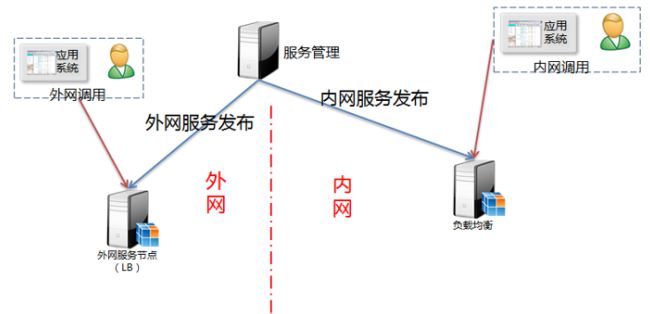 应用
系统
外网调用
服务管理
应用
系统
内网调用
外网服务发布
内网服务发布
外
网
内
网
外网服务节点
（LB）
负载均衡